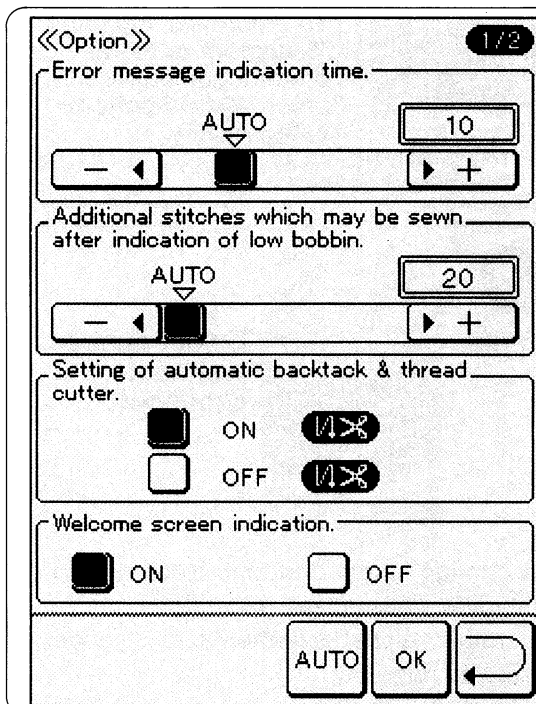 ≪Option≫ 1/2
Error message indication time.
AUTO
10
− +
Additional stitches which may be sewn
after indication of low bobbin.
AUTO
20
− +
Setting of automatic backtack & thread
cutter.
ON
OFF
Welcome screen indication.
ON OFF
AUTO OK